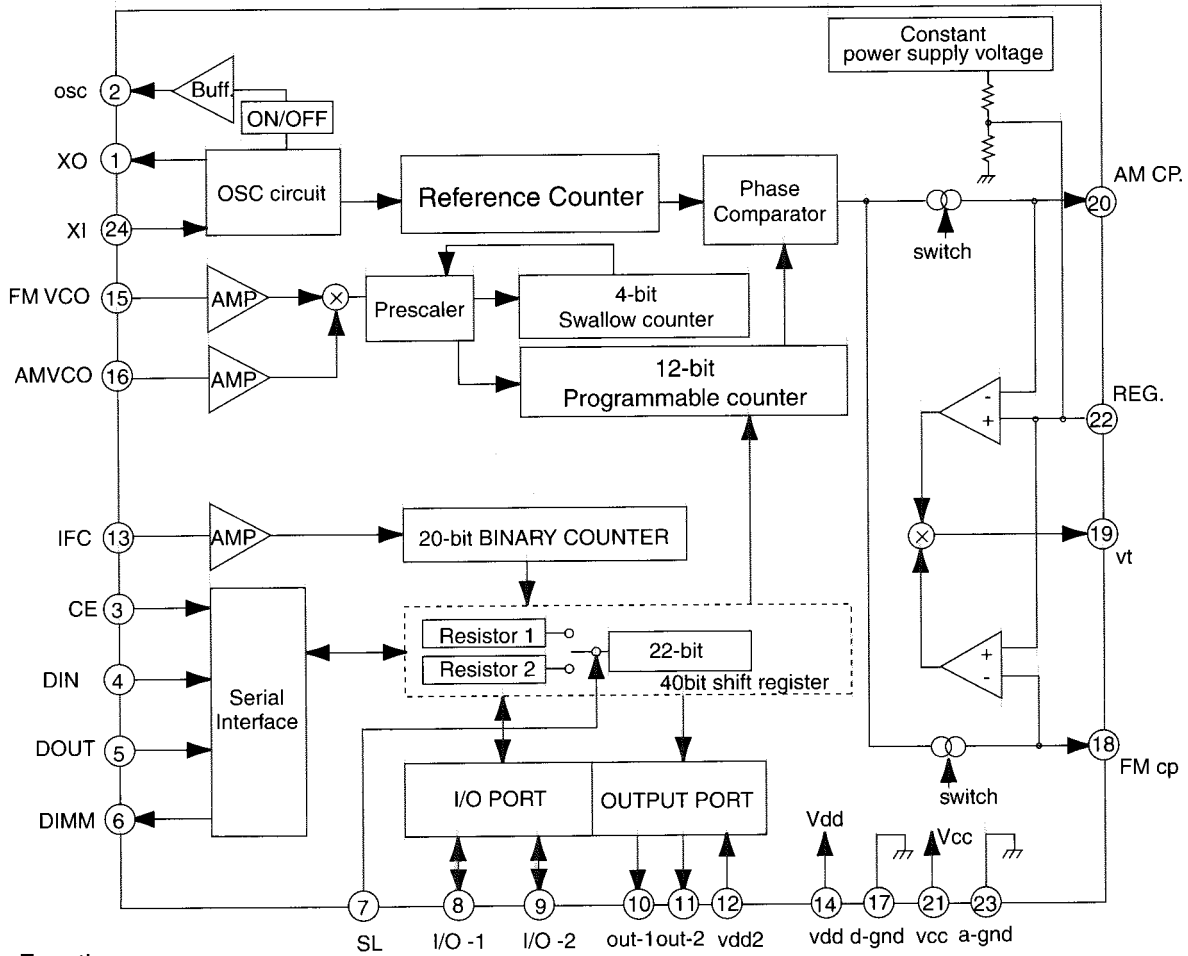 Constant
power supply voltage
osc
2
Buff.
ON/OFF
XO
1
OSC circuit
Reference Counter
Phase
Comparator
AM CP.
20
XI
24
switch
FM VCO
15
AMP
×
Prescaler
4-bit
Swallow counter
AMVCO
16
AMP
12-bit
Programmable counter
-
+
REG.
22
IFC
13
AMP
20-bit BINARY COUNTER
×
19
vt
CE
3
Resistor 1
22-bit
Resistor 2
40bit shift register
+
-
DIN
4
Serial
Interface
DOUT
5
18
FM cp
switch
DIMM
6
I/O PORT
OUTPUT PORT
Vdd
Vcc
7
8
9
10
11
12
14
17
21
23
SL
I/O -1
I/O -2
out-1
out-2
vdd2
vdd
d-gnd
vcc
a-gnd